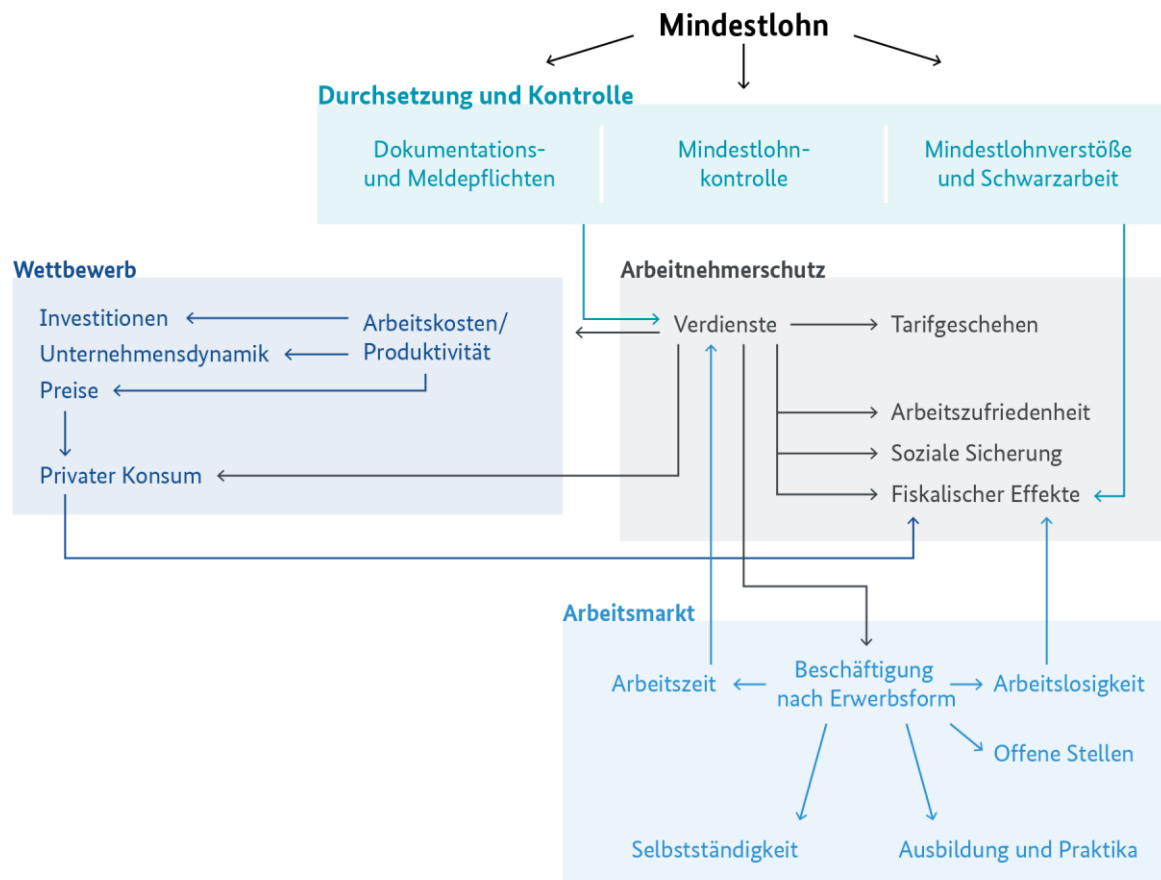 Mindestlohn
Durchsetzung und Kontrolle
Dokumentations-
und Meldepflichten
Mindestlohn-
kontrolle
Mindestlohnverstöße
und Schwarzarbeit
Wettbewerb
Investitionen
Unternehmensdynamik
Preise
Privater Konsum
Arbeitskosten/
Produktivität
Arbeitnehmerschutz
Verdienste
Tarifgeschehen
Arbeitszufriedenheit
Soziale Sicherung
Fiskalischer Effekte
Arbeitsmarkt
Arbeitszeit
Beschäftigung
nach Erwerbsform
Arbeitslosigkeit
Offene Stellen
Selbstständigkeit
Ausbildung und Praktika